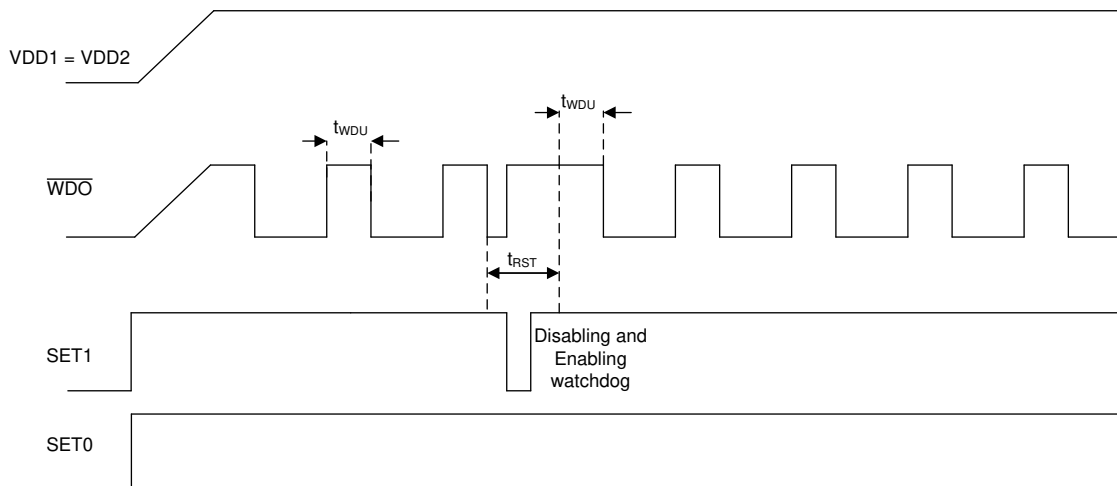 VDD1 = VDD2
tWDU
tWDU
WDO
tRST
SET1
Disabling and
Enabling
watchdog
SET0